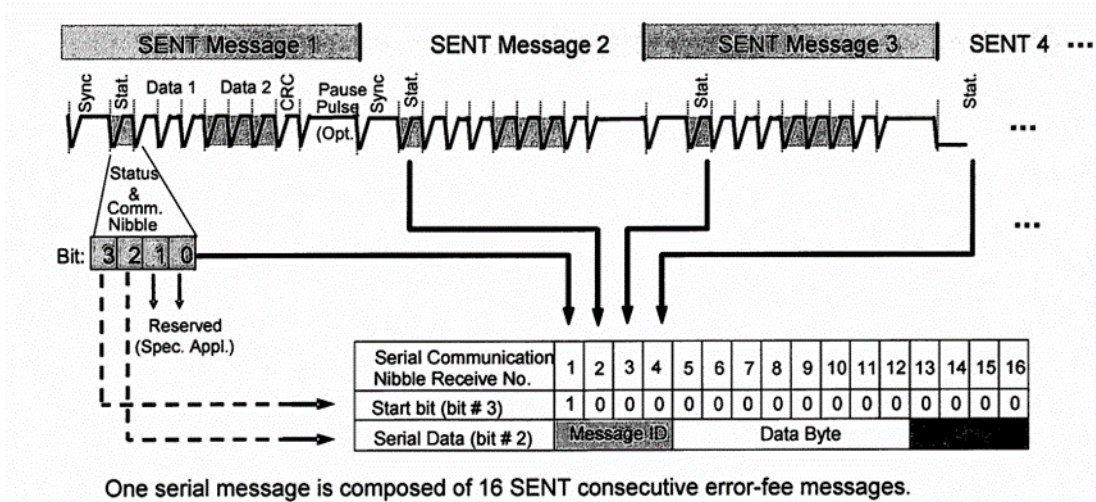 SENT Message 1 SENT Message 2 SENT Message 3 SENT 4 ...
Sync Stat. Data 1 Data 2 CRC Pause Pulse (Opt.) Sync Stat. Stat. Stat.
...
Status
&
Comm.
Nibble
...
Bit: 3 2 1 0
Reserved
(Spec. Appl.)
Serial Communication Nibble Receive No. 1 2 3 4 5 6 7 8 9 10 11 12 13 14 15 16
Start bit (bit # 3) 1 0 0 0 0 0 0 0 0 0 0 0 0 0 0 0
Serial Data (bit # 2) Message ID Data Byte
One serial message is composed of 16 SENT consecutive error-fee messages.